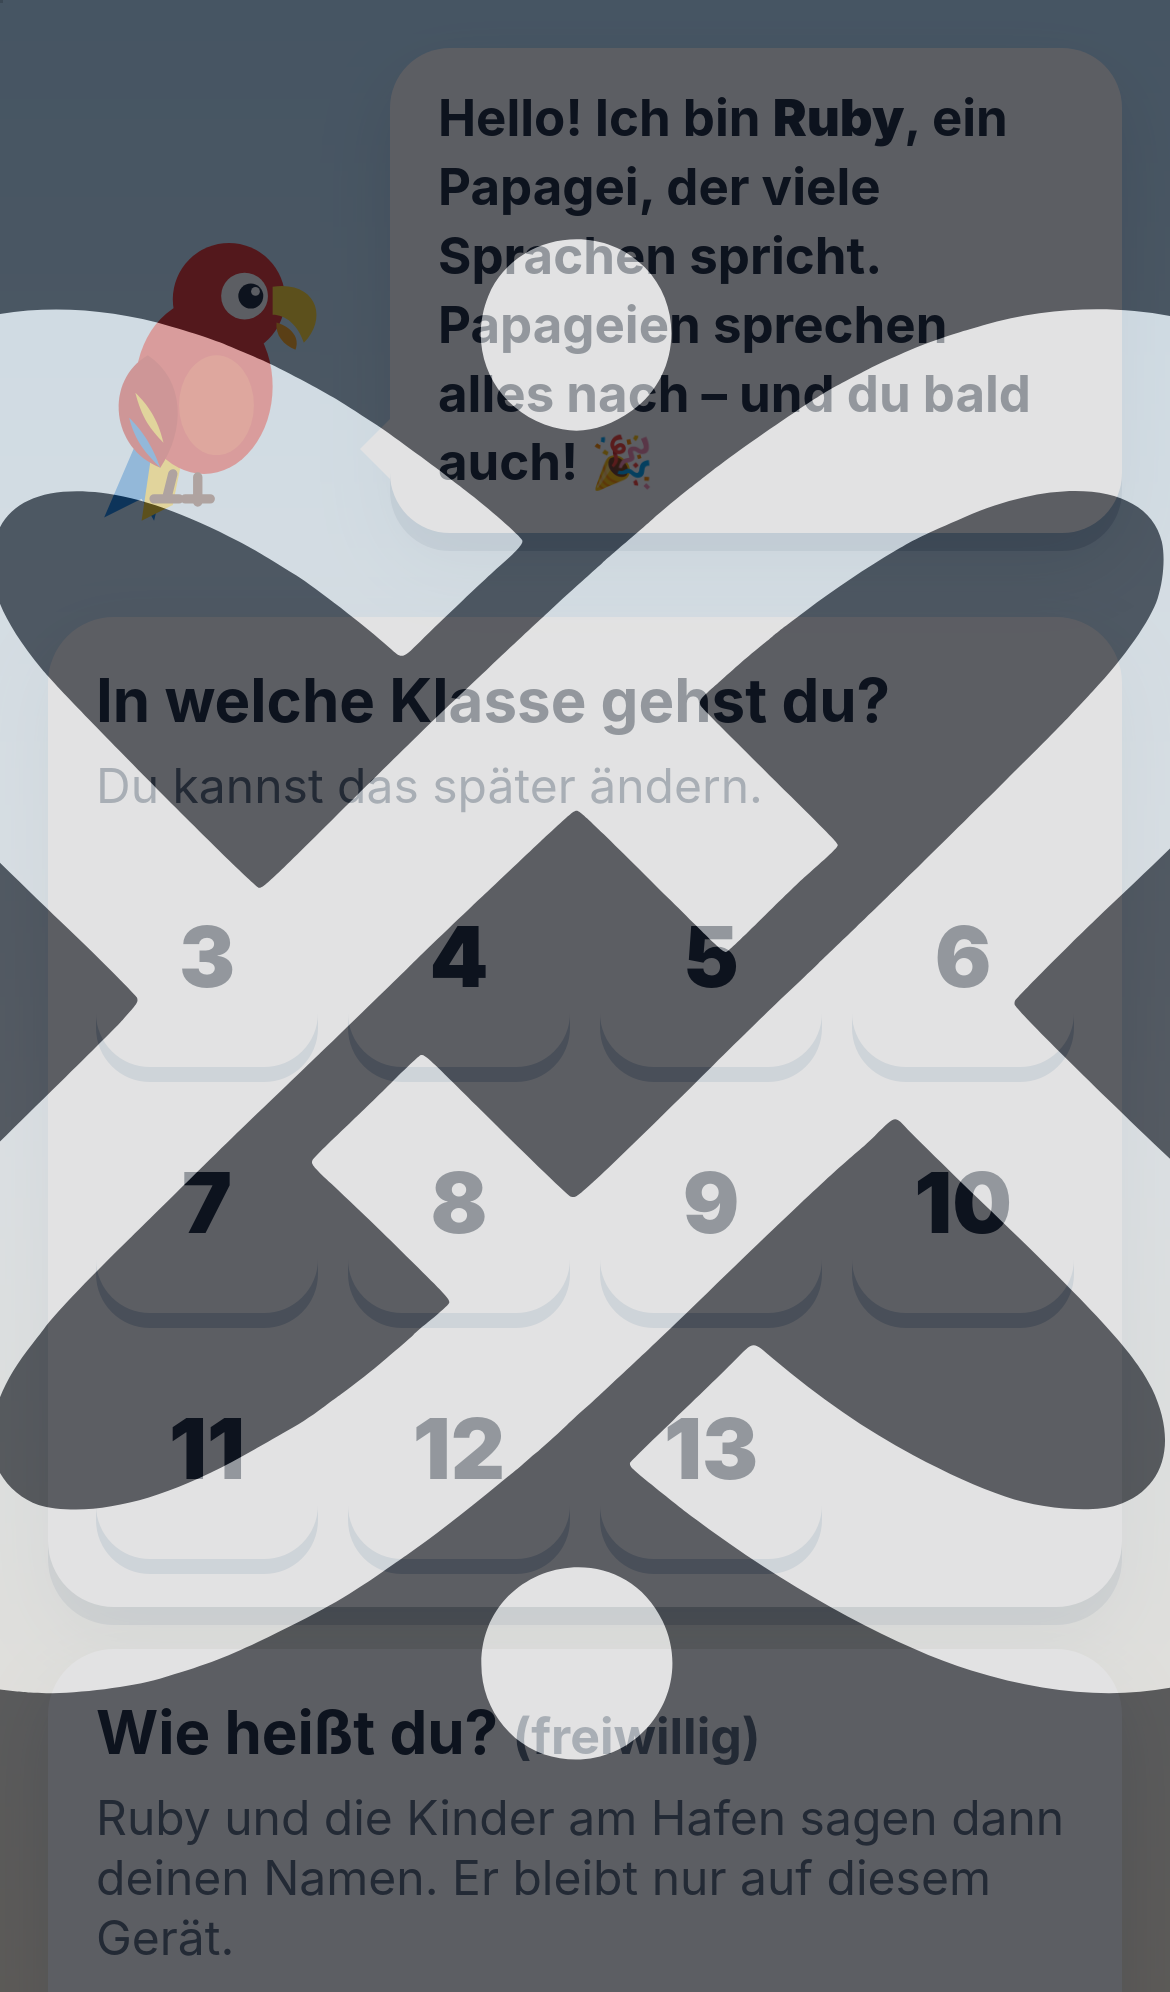 Hello! Ich bin Ruby, ein
Papagei, der viele
Sprachen spricht.
Papageien sprechen
alles nach – und du bald
auch! 🎉
In welche Klasse gehst du?
Du kannst das später ändern.
3 4 5 6
7 8 9 10
11 12 13
Wie heißt du? (freiwillig)
Ruby und die Kinder am Hafen sagen dann
deinen Namen. Er bleibt nur auf diesem
Gerät.